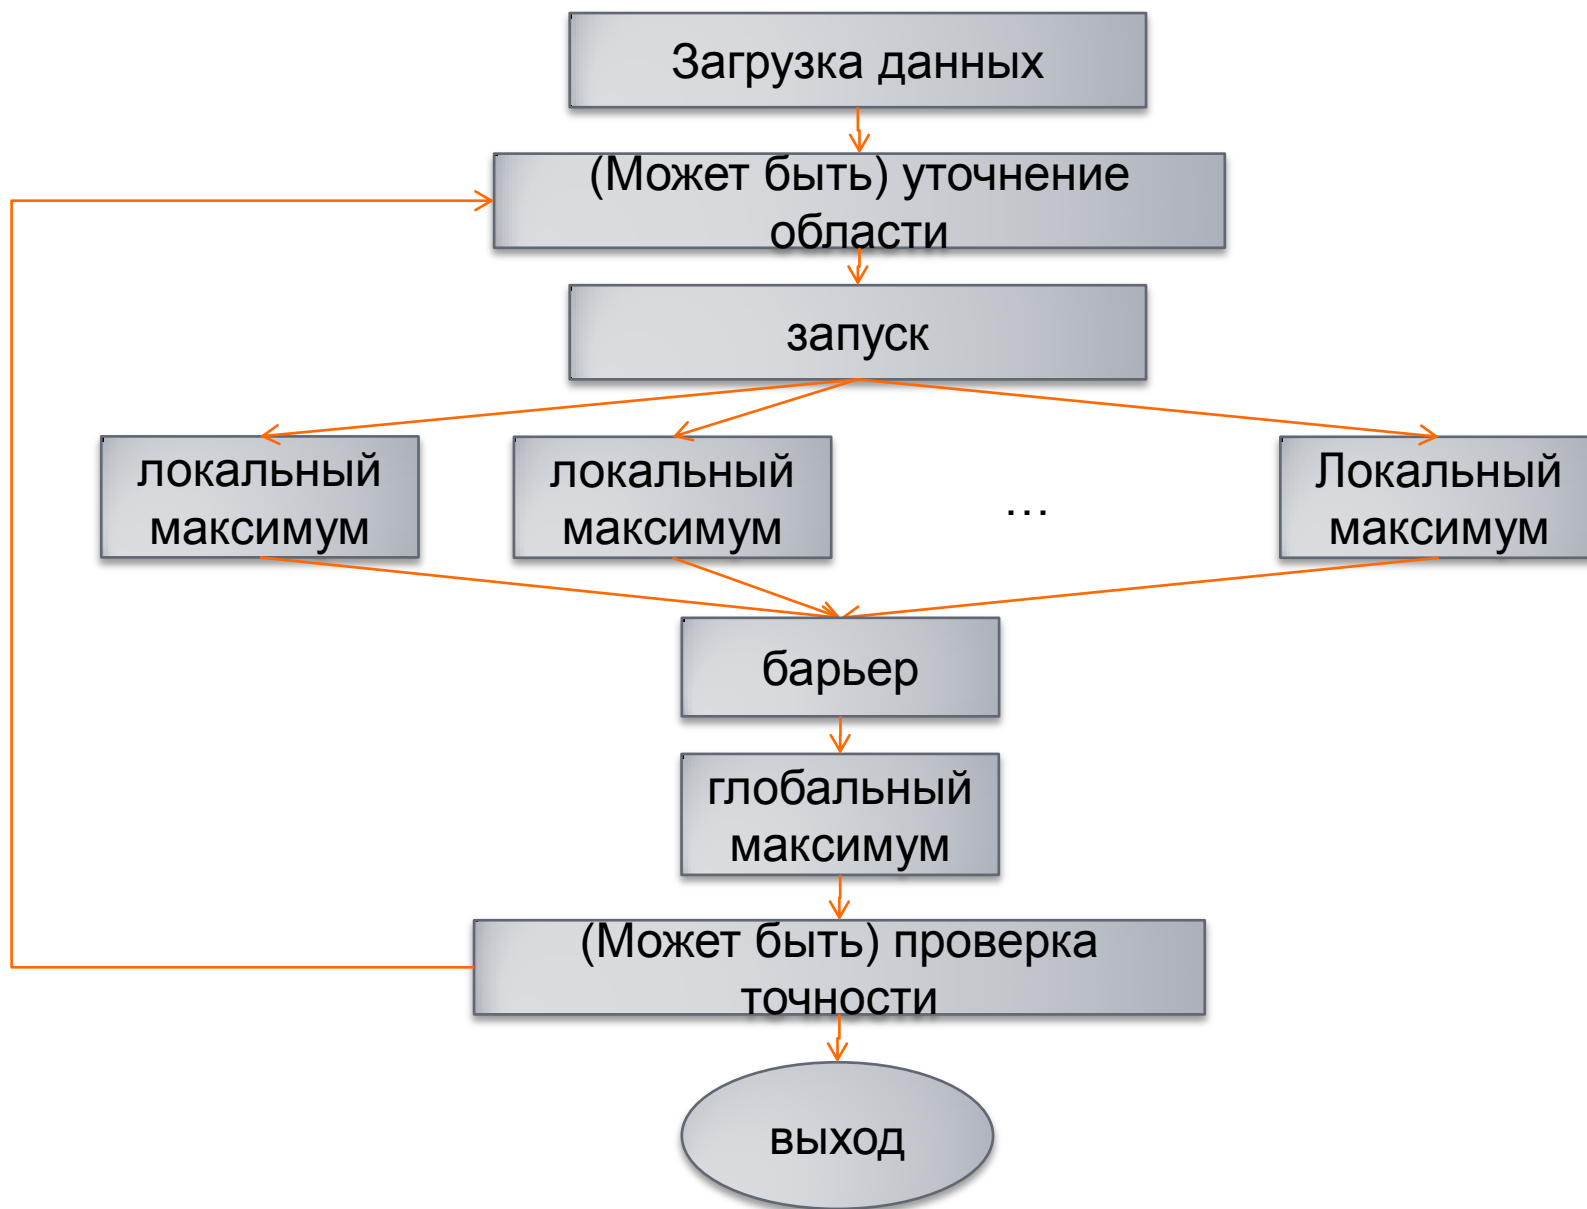 Загрузка данных
(Может быть) уточнение
области
запуск
локальный
максимум
локальный
максимум
...
Локальный
максимум
барьер
глобальный
максимум
(Может быть) проверка
точности
выход